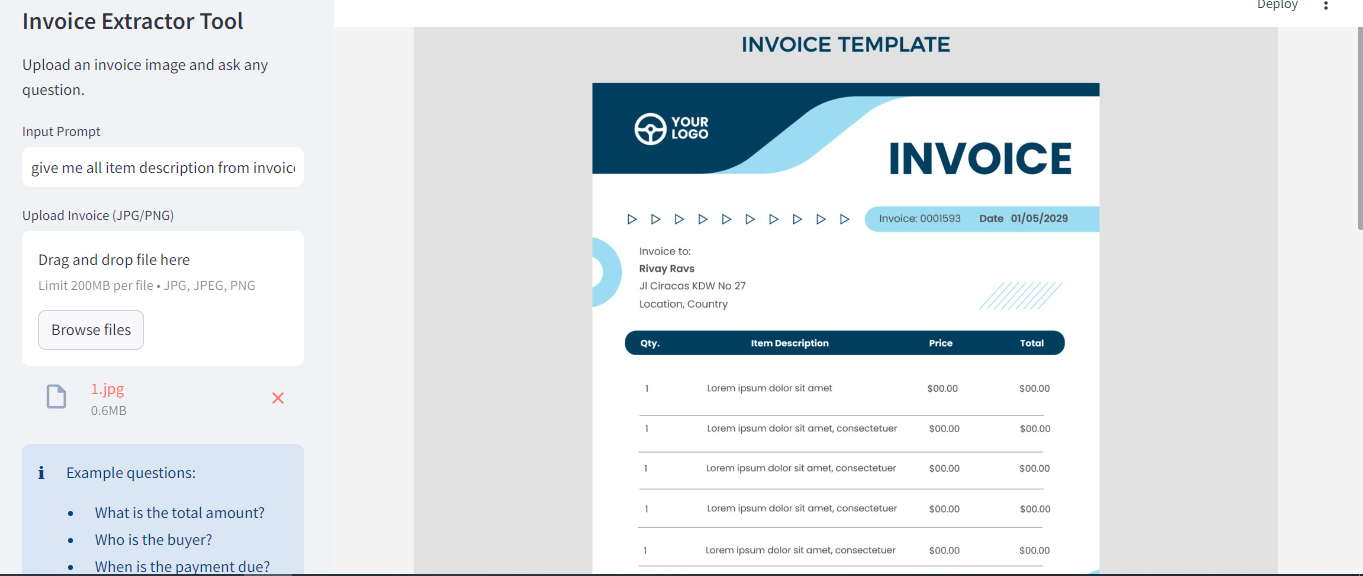 Invoice Extractor Tool
Upload an invoice image and ask any
question.
Input Prompt
give me all item description from invoic
Upload Invoice (JPG/PNG)
Drag and drop file here
Limit 200MB per file • JPG, JPEG, PNG
Browse files
1.jpg
0.6MB
Example questions:
• What is the total amount?
• Who is the buyer?
• When is the payment due?
Deploy
INVOICE TEMPLATE
YOUR
LOGO
INVOICE
Invoice: 0001593 Date 01/05/2029
Invoice to:
Rivay Ravs
Jl Ciracas KDW No 27
Location, Country
Qty. Item Description Price Total
1 Lorem ipsum dolor sit amet $00.00 $00.00
1 Lorem ipsum dolor sit amet, consectetuer $00.00 $00.00
1 Lorem ipsum dolor sit amet, consectetuer $00.00 $00.00
1 Lorem ipsum dolor sit amet, consectetuer $00.00 $00.00
1 Lorem ipsum dolor sit amet, consectetuer $00.00 $00.00